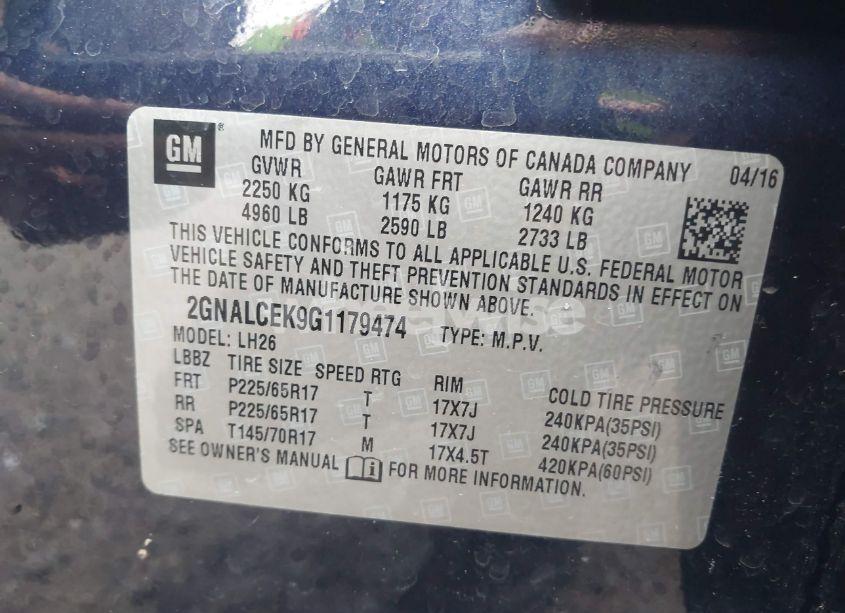 GM
MFD BY GENERAL MOTORS OF CANADA COMPANY 04/16
GVWR GAWR FRT GAWR RR
2250 KG 1175 KG 1240 KG
4960 LB 2590 LB 2733 LB
THIS VEHICLE CONFORMS TO ALL APPLICABLE U.S. FEDERAL MOTOR
VEHICLE SAFETY AND THEFT PREVENTION STANDARDS IN EFFECT ON
THE DATE OF MANUFACTURE SHOWN ABOVE.
2GNALCEK9G1179474 TYPE: M.P.V.
MODEL: LH26
LBBZ TIRE SIZE SPEED RTG RIM COLD TIRE PRESSURE
FRT P225/65R17 T 17X7J 240KPA(35PSI)
RR P225/65R17 T 17X7J 240KPA(35PSI)
SPA T145/70R17 M 17X4.5T 420KPA(60PSI)
SEE OWNER'S MANUAL FOR MORE INFORMATION.